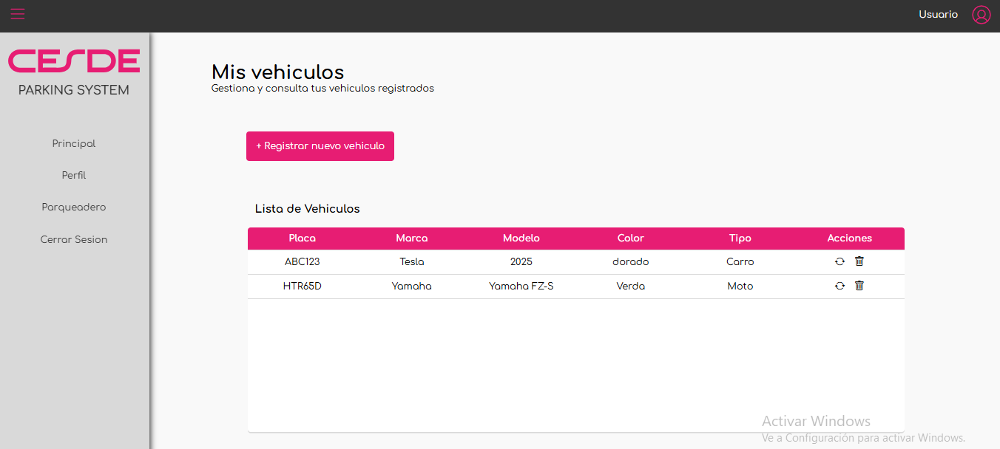 Usuario
CESDE
PARKING SYSTEM
Principal
Perfil
Parqueadero
Cerrar Sesion
Mis vehiculos
Gestiona y consulta tus vehiculos registrados
+ Registrar nuevo vehiculo
Lista de Vehiculos
Placa Marca Modelo Color Tipo Acciones
ABC123 Tesla 2025 dorado Carro
HTR65D Yamaha Yamaha FZ-S Verda Moto
Activar Windows
Ve a Configuración para activar Windows.